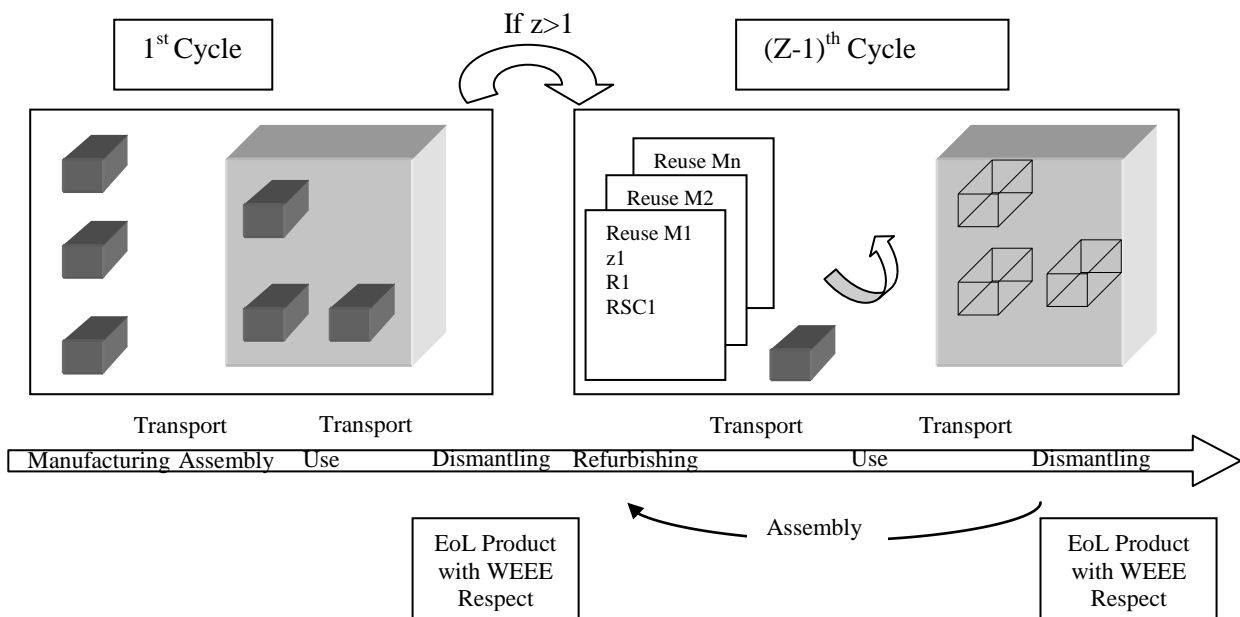 If z>1
1st Cycle
(Z-1)th Cycle
Reuse Mn
Reuse M2
Reuse M1
z1
R1
RSC1
Transport Transport Transport Transport
Manufacturing Assembly Use Dismantling Refurbishing Use Dismantling
Assembly
EoL Product
with WEEE
Respect
EoL Product
with WEEE
Respect